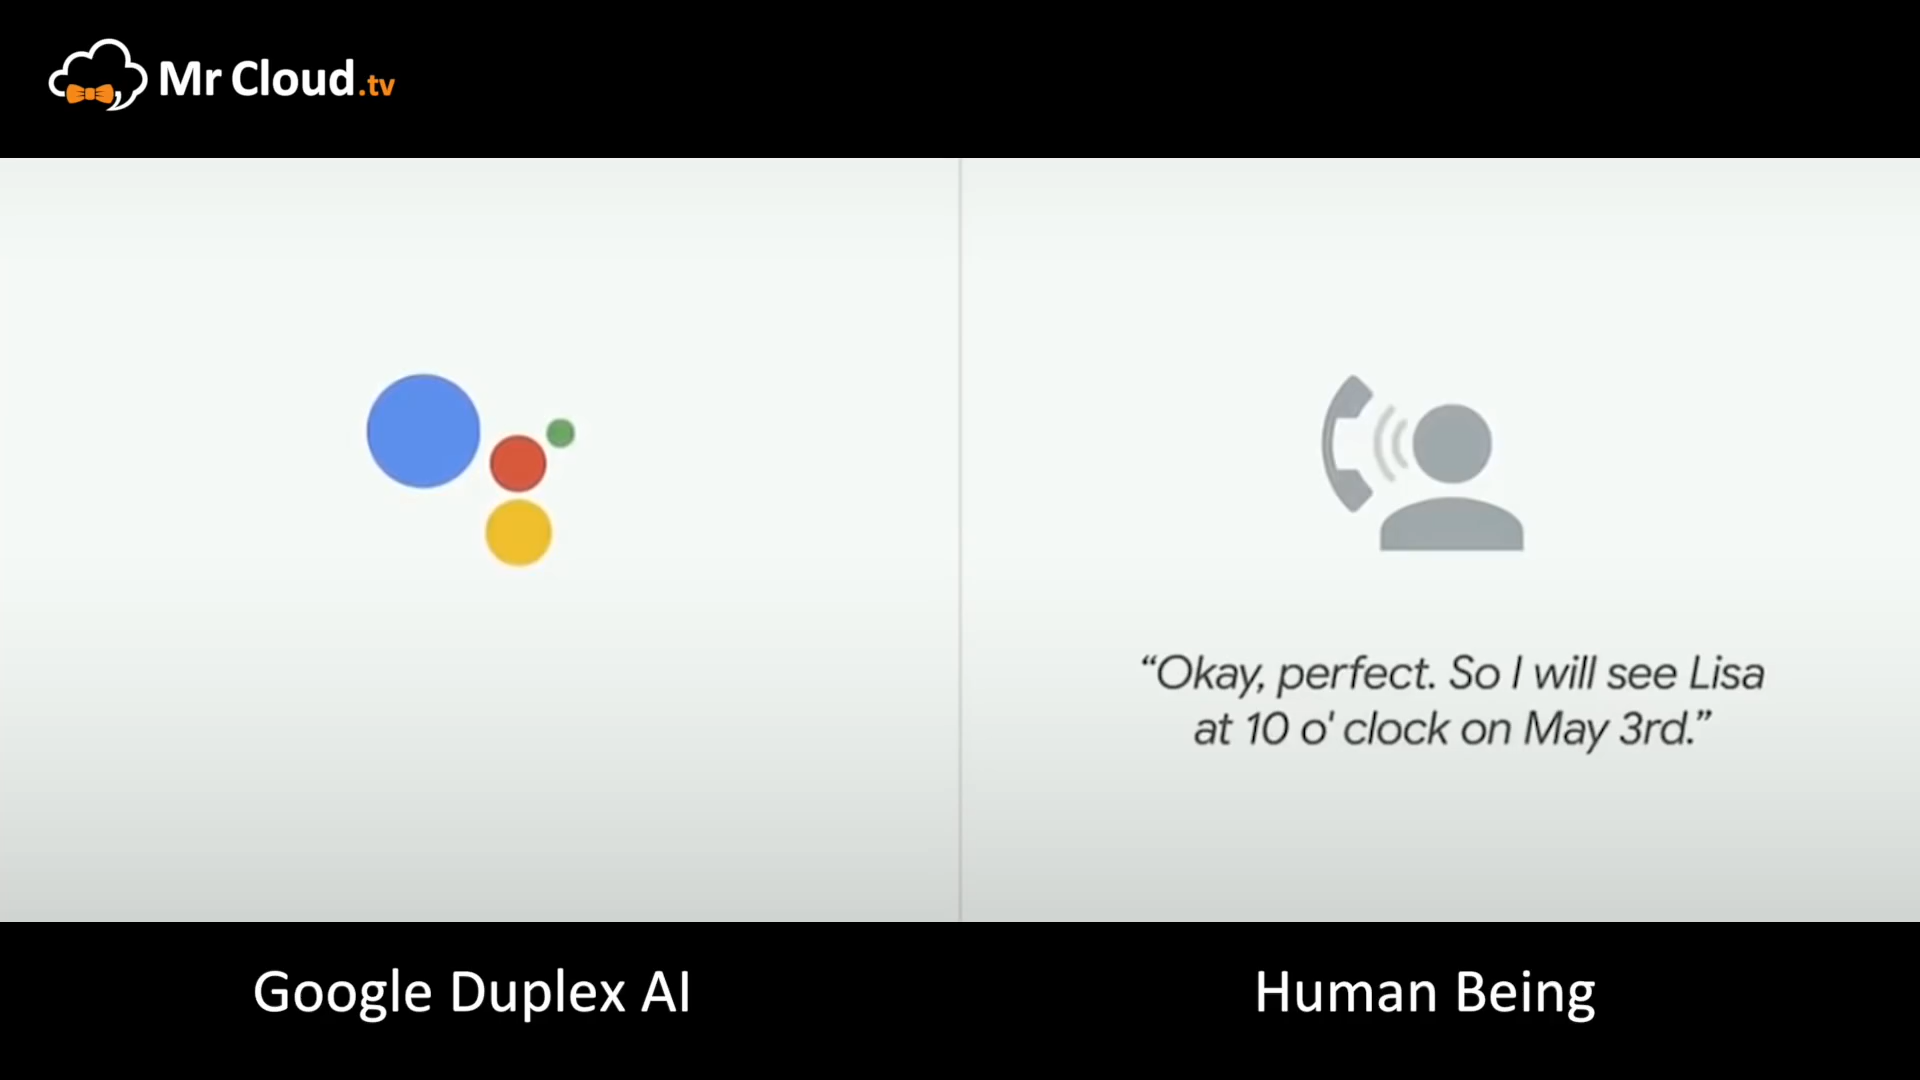 Mr Cloud.tv
“Okay, perfect. So I will see Lisa
at 10 o' clock on May 3rd.”
Google Duplex AI
Human Being